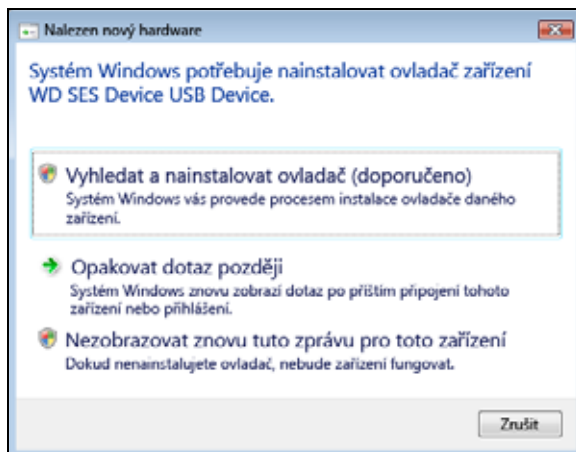 Nalezen nový hardware
Systém Windows potřebuje nainstalovat ovladač zařízení
WD SES Device USB Device.
Vyhledat a nainstalovat ovladač (doporučeno)
Systém Windows vás provede procesem instalace ovladače daného
zařízení.
Opakovat dotaz později
Systém Windows znovu zobrazí dotaz po příštím připojení tohoto
zařízení nebo přihlášení.
Nezobrazovat znovu tuto zprávu pro toto zařízení
Dokud nenainstalujete ovladač, nebude zařízení fungovat.
Zrušit